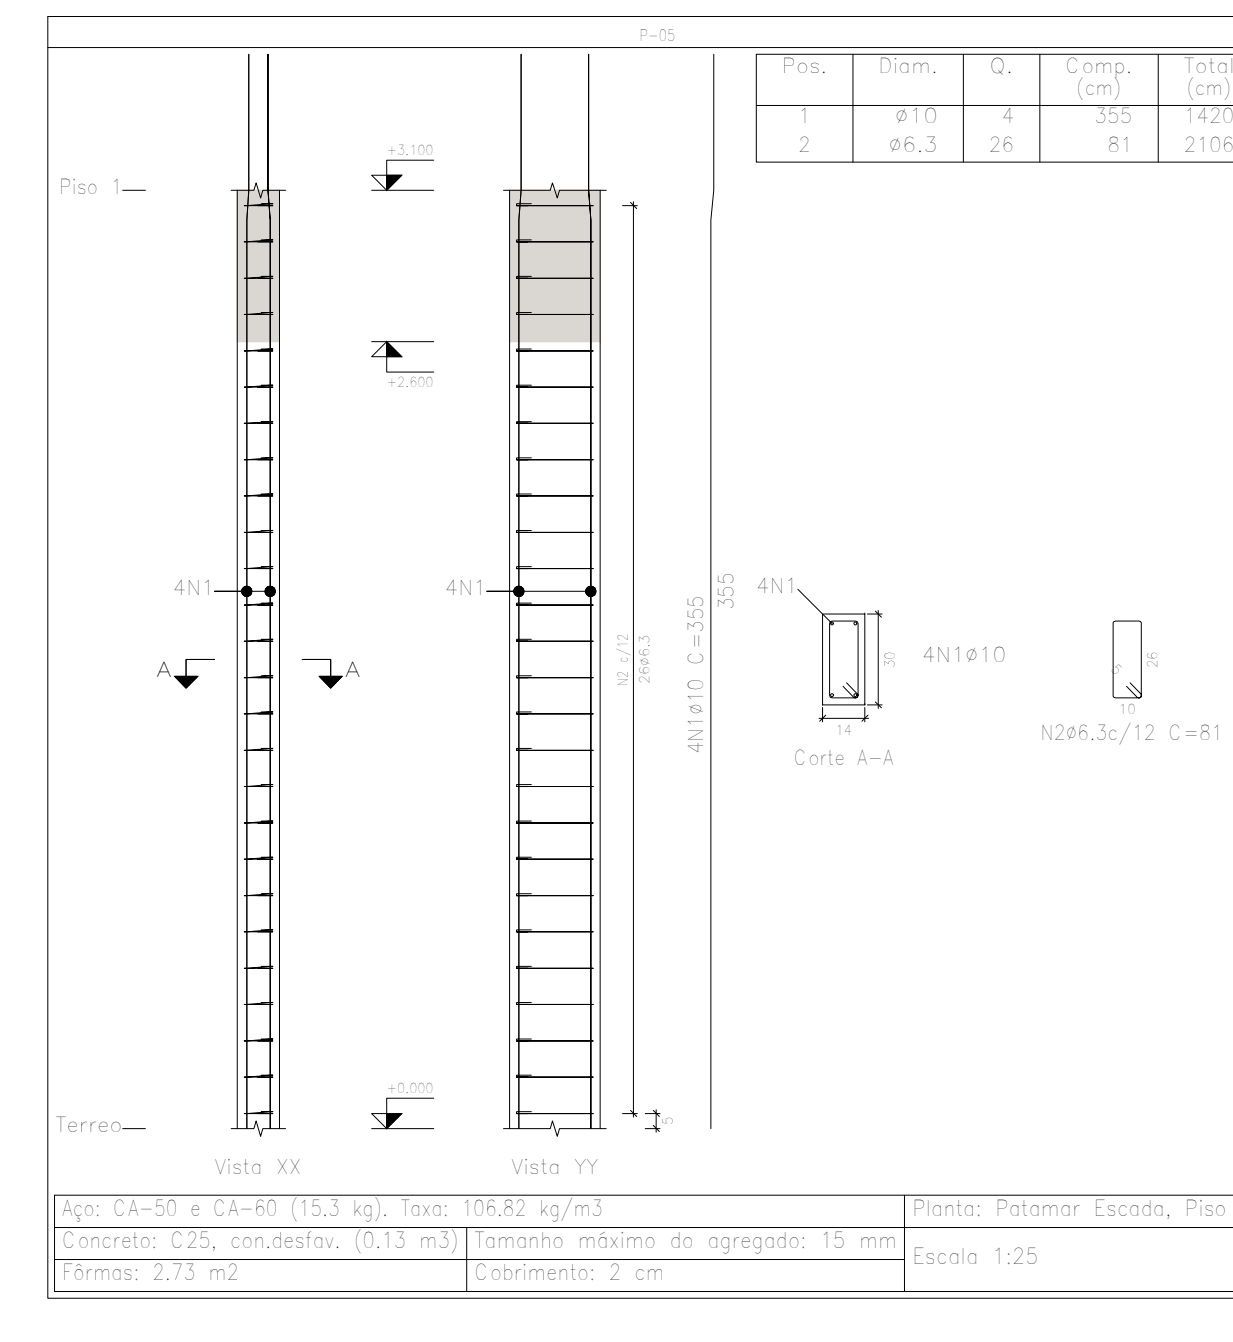 P-05
Pos. Diam. Q. Comp. (cm) Total (cm)
1 ø10 4 355 1420
2 ø6.3 26 81 2106
+3.100
Piso 1
+2.600
4N1
4N1
N2 c/12
26ø6.3
4N1ø10 C=355
355
4N1
30
14
4N1ø10
Corte A-A
5
26
10
N2ø6.3c/12 C=81
A
A
+0.000
5
Terreo
Vista XX
Vista YY
Aço: CA-50 e CA-60 (15.3 kg). Taxa: 106.82 kg/m3
Planta: Patamar Escada, Piso
Concreto: C25, con.desfav. (0.13 m3)
Tamanho máximo do agregado: 15 mm
Escala 1:25
Fôrmas: 2.73 m2
Cobrimento: 2 cm